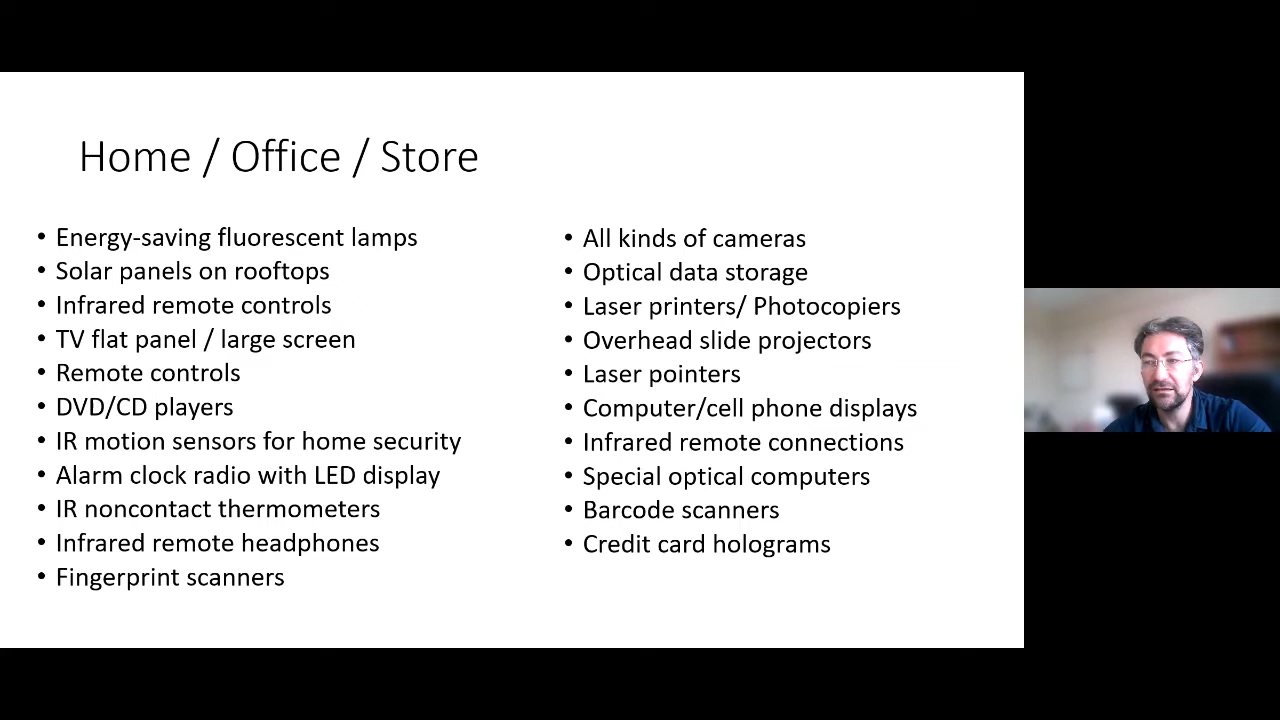 Home / Office / Store
• Energy-saving fluorescent lamps
• Solar panels on rooftops
• Infrared remote controls
• TV flat panel / large screen
• Remote controls
• DVD/CD players
• IR motion sensors for home security
• Alarm clock radio with LED display
• IR noncontact thermometers
• Infrared remote headphones
• Fingerprint scanners
• All kinds of cameras
• Optical data storage
• Laser printers/ Photocopiers
• Overhead slide projectors
• Laser pointers
• Computer/cell phone displays
• Infrared remote connections
• Special optical computers
• Barcode scanners
• Credit card holograms